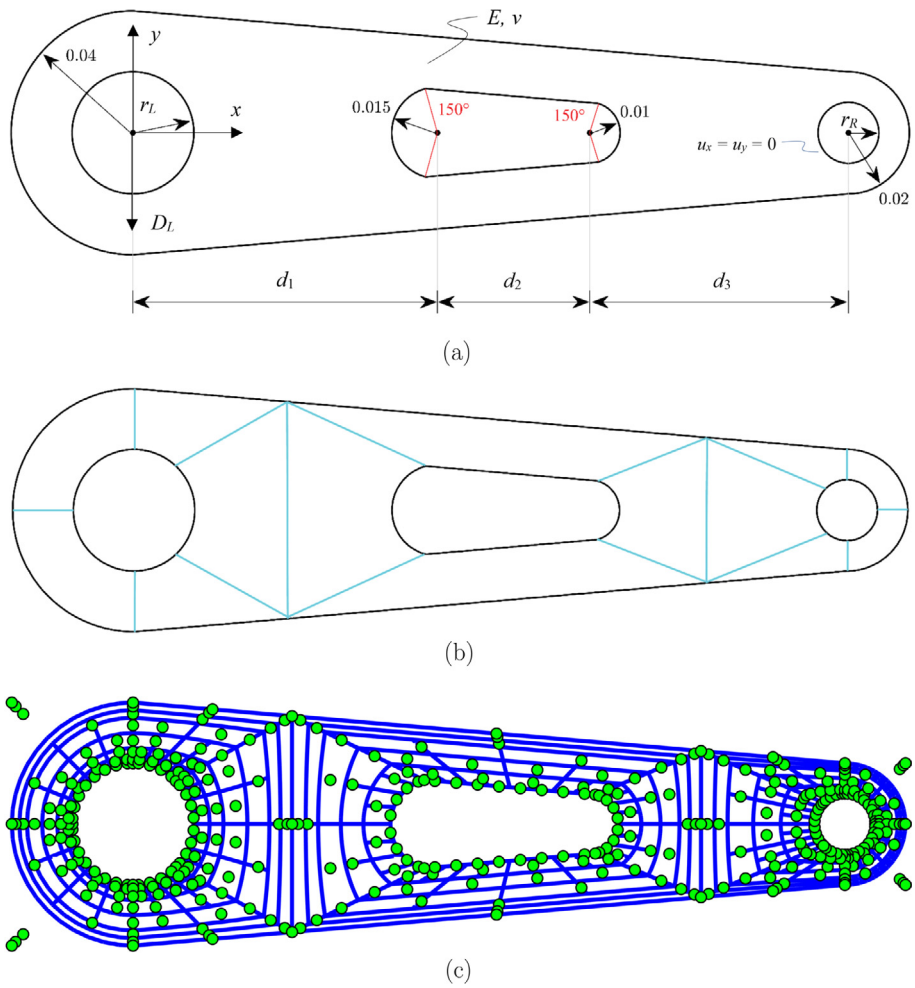 E, ν
0.04
y
r_L
x
0.015
150°
150°
0.01
r_R
u_x = u_y = 0
0.02
D_L
d_1
d_2
d_3
(a)
(b)
(c)